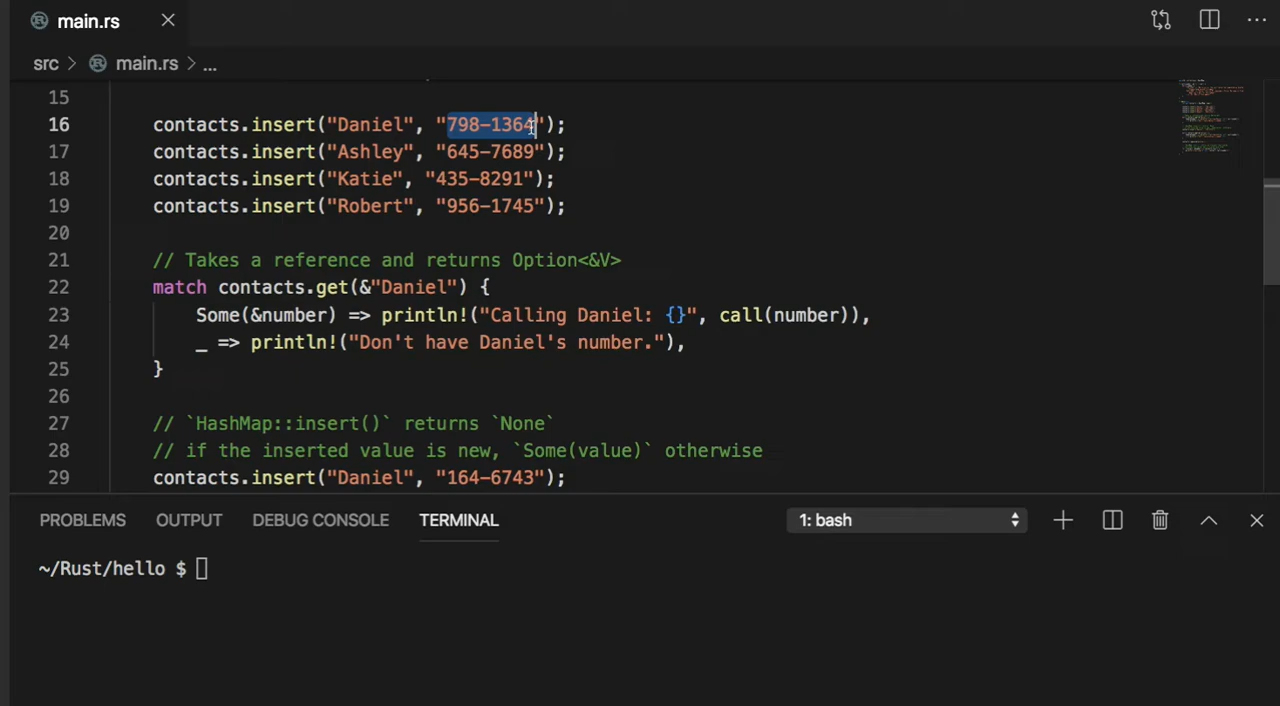 main.rs
src > main.rs > ...
15
16 contacts.insert("Daniel", "798-1364");
17 contacts.insert("Ashley", "645-7689");
18 contacts.insert("Katie", "435-8291");
19 contacts.insert("Robert", "956-1745");
20
21 // Takes a reference and returns Option<&V>
22 match contacts.get(&"Daniel") {
23 Some(&number) => println!("Calling Daniel: {}", call(number)),
24 _ => println!("Don't have Daniel's number."),
25 }
26
27 // `HashMap::insert()` returns `None`
28 // if the inserted value is new, `Some(value)` otherwise
29 contacts.insert("Daniel", "164-6743");
PROBLEMS OUTPUT DEBUG CONSOLE TERMINAL 1: bash
~/Rust/hello $